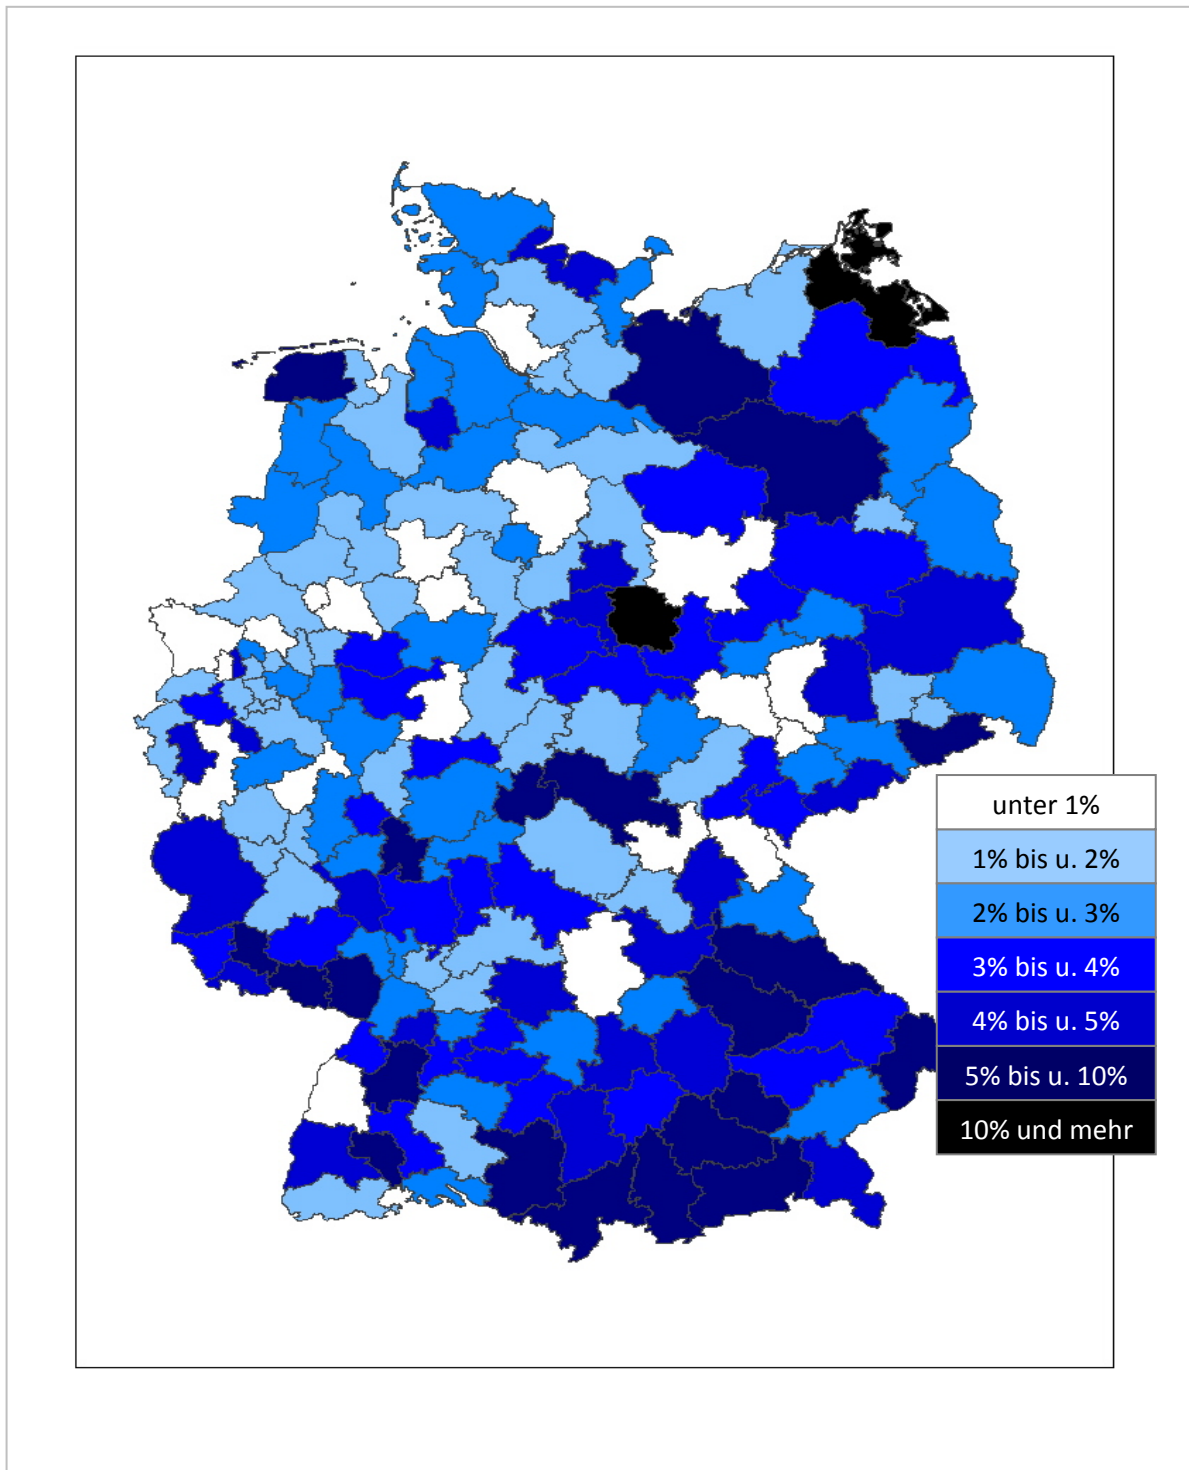 unter 1%
1% bis u. 2%
2% bis u. 3%
3% bis u. 4%
4% bis u. 5%
5% bis u. 10%
10% und mehr